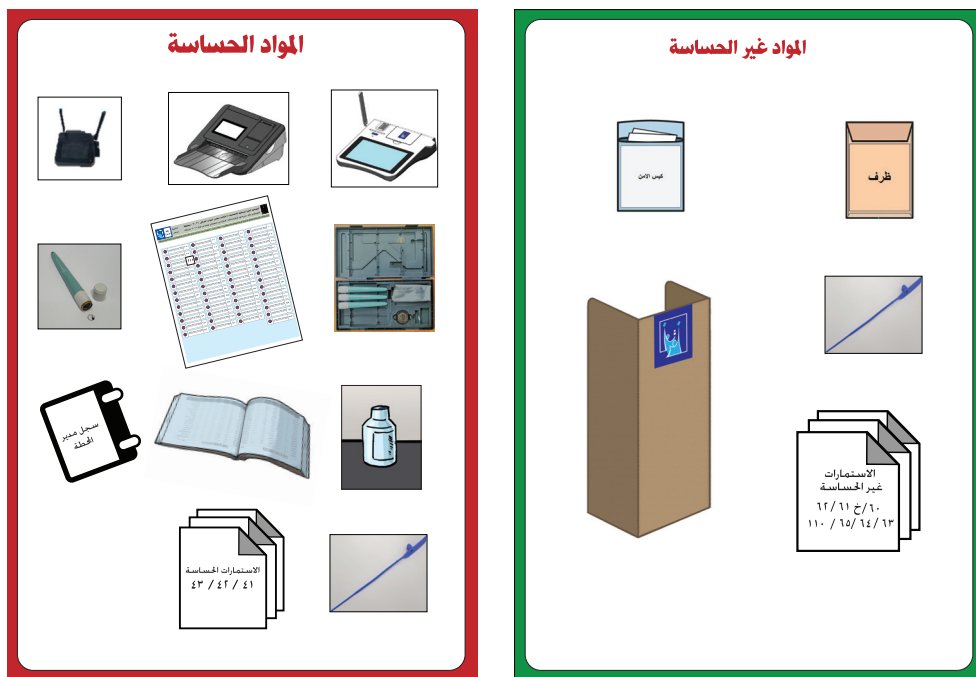 المواد الحساسة
سجل مدير
المحطة
الاستمارات الحساسة
٤١ / ٤٢ / ٤٣
المواد غير الحساسة
ظرف
كيس الامن
الاستمارات
غير الحساسة
٦٠/خ ٦١/ ٦٢
٦٣/ ٦٤/ ٦٥/ ١١٠